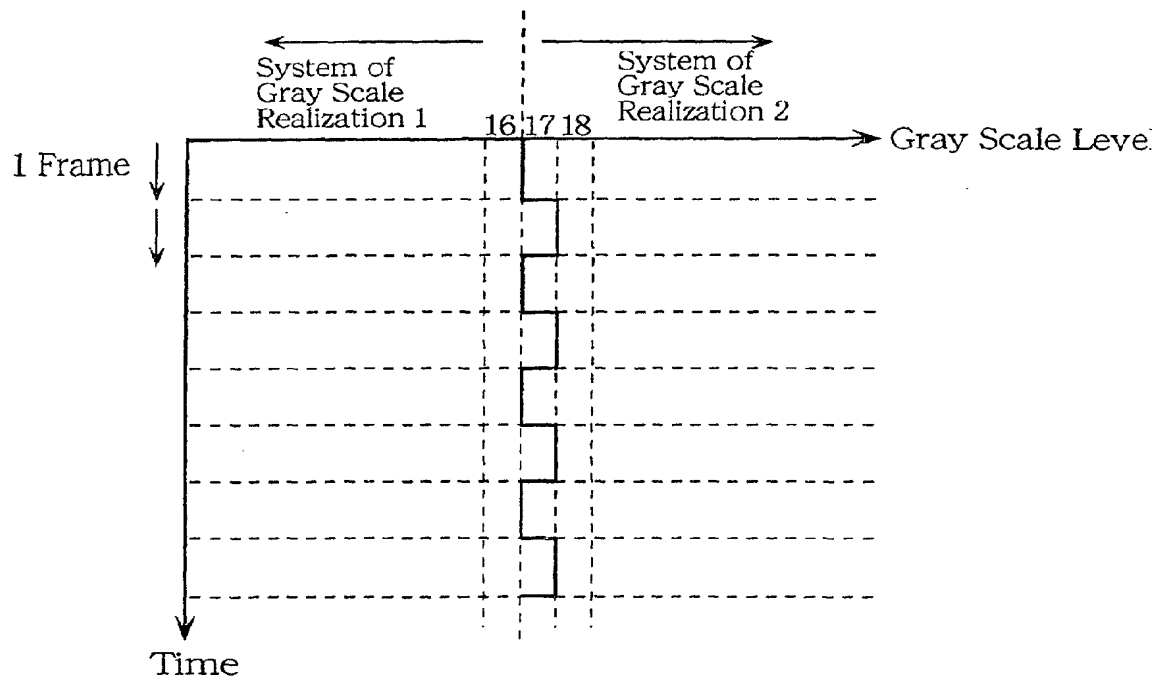 System of
Gray Scale
Realization 1
System of
Gray Scale
Realization 2
16 17 18
Gray Scale Level
1 Frame
Time